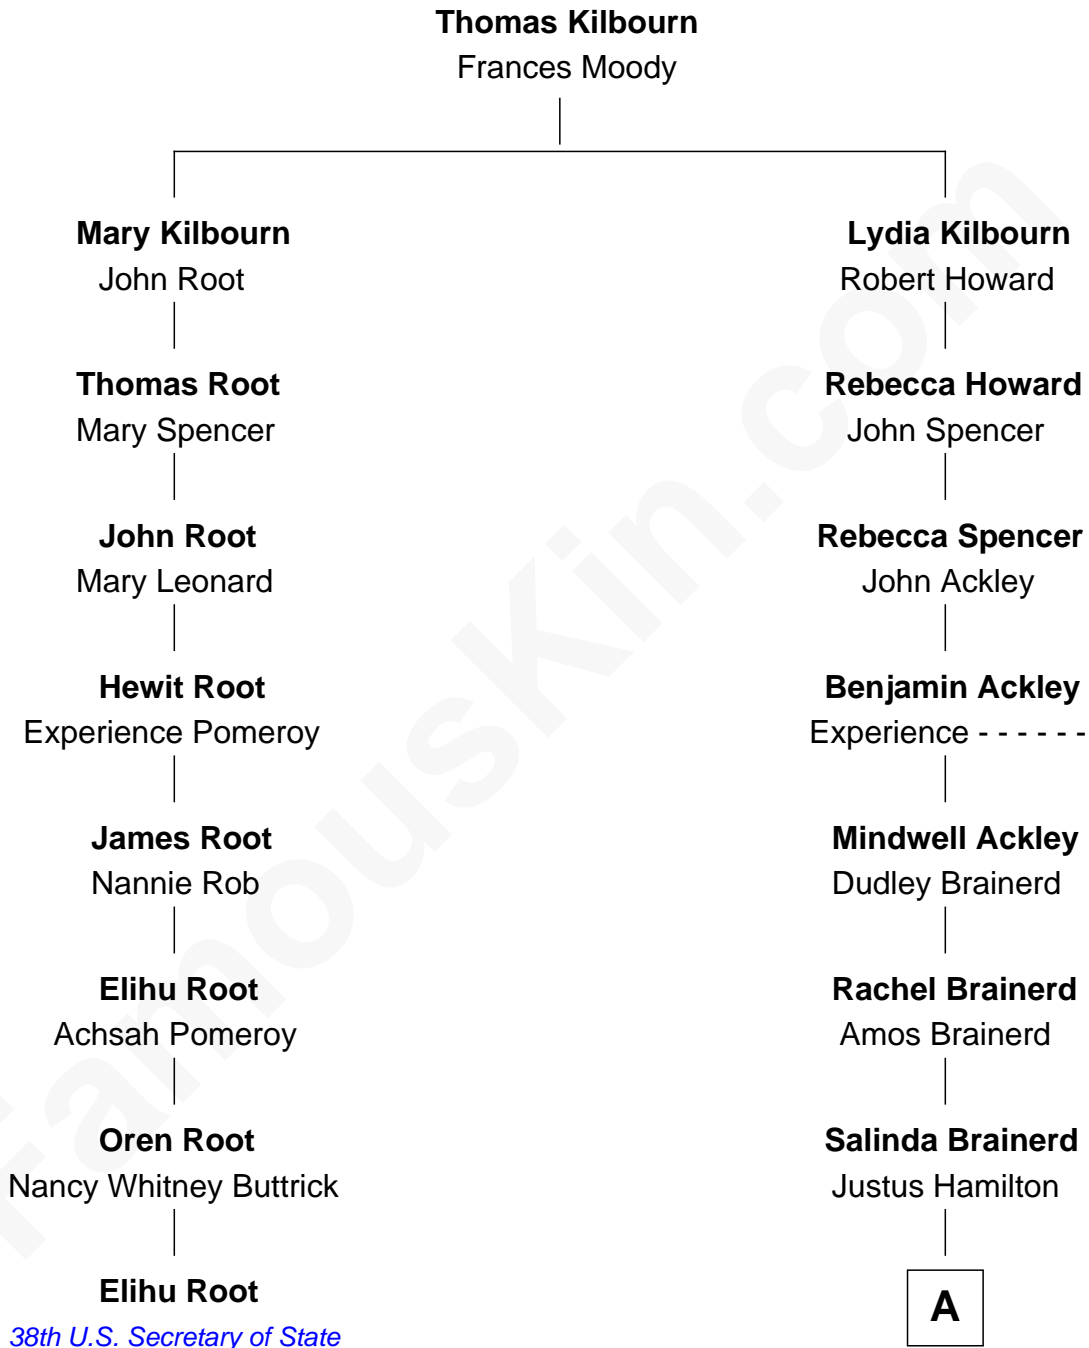 Thomas Kilbourn
Frances Moody
Mary Kilbourn
John Root
Lydia Kilbourn
Robert Howard
Thomas Root
Mary Spencer
Rebecca Howard
John Spencer
John Root
Mary Leonard
Rebecca Spencer
John Ackley
Hewit Root
Experience Pomeroy
Benjamin Ackley
Experience - - - - - -
James Root
Nannie Rob
Mindwell Ackley
Dudley Brainerd
Elihu Root
Achsah Pomeroy
Rachel Brainerd
Amos Brainerd
Oren Root
Nancy Whitney Buttrick
Salinda Brainerd
Justus Hamilton
Elihu Root
38th U.S. Secretary of State
A
FamousKin.com